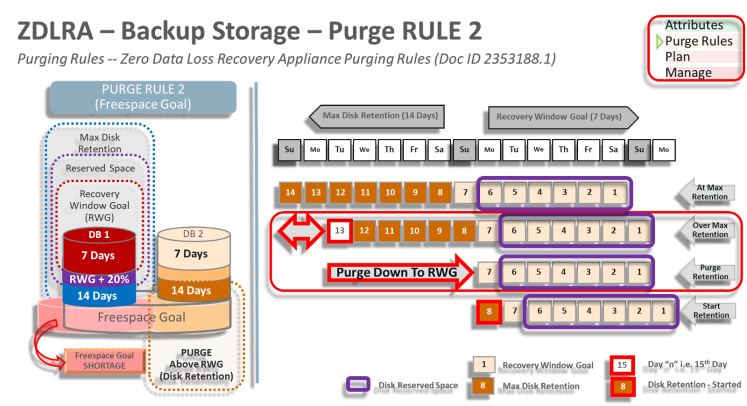 ZDLRA – Backup Storage – Purge RULE 2
Purging Rules -- Zero Data Loss Recovery Appliance Purging Rules (Doc ID 2353188.1)
Attributes
Purge Rules
Plan
Manage
PURGE RULE 2
(Freespace Goal)
Max Disk
Retention
Reserved Space
Recovery
Window Goal
(RWG)
DB 1
7 Days
RWG + 20%
14 Days
DB 2
7 Days
14 Days
Freespace Goal
Freespace Goal
SHORTAGE
PURGE
Above RWG
(Disk Retention)
Max Disk Retention (14 Days)
Recovery Window Goal (7 Days)
Su Mo Tu We Th Fr Sa Su Mo Tu We Th Fr Sa Su Mo
14 13 12 11 10 9 8 7 6 5 4 3 2 1
At Max
Retention
13 12 11 10 9 8 7 6 5 4 3 2 1
Over Max
Retention
Purge Down To RWG
7 6 5 4 3 2 1
Purge
Retention
8 7 6 5 4 3 2 1
Start
Retention
1 Recovery Window Goal
15 Day “n” i.e. 15th Day
Disk Reserved Space
8 Max Disk Retention
8 Disk Retention - Started